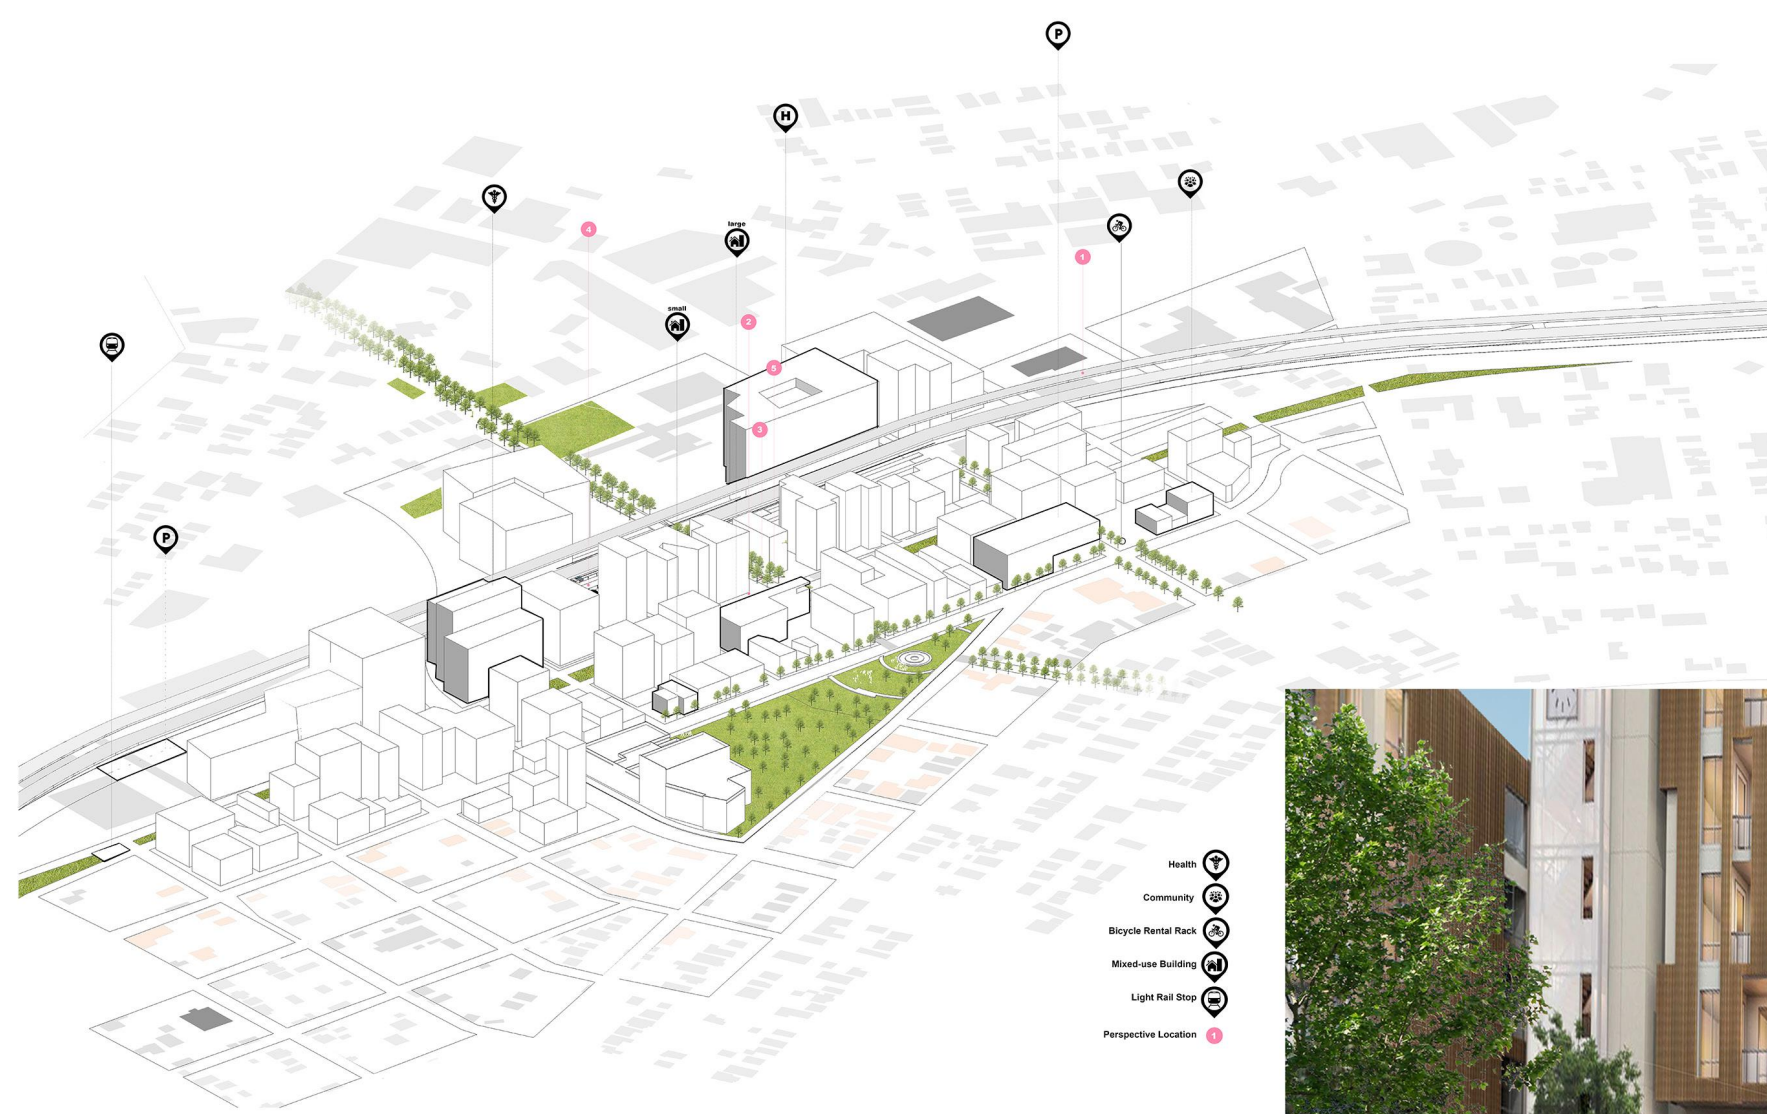 P
H
large
4
small
1
2
5
3
P
Health
Community
Bicycle Rental Rack
Mixed-use Building
Light Rail Stop
Perspective Location
1